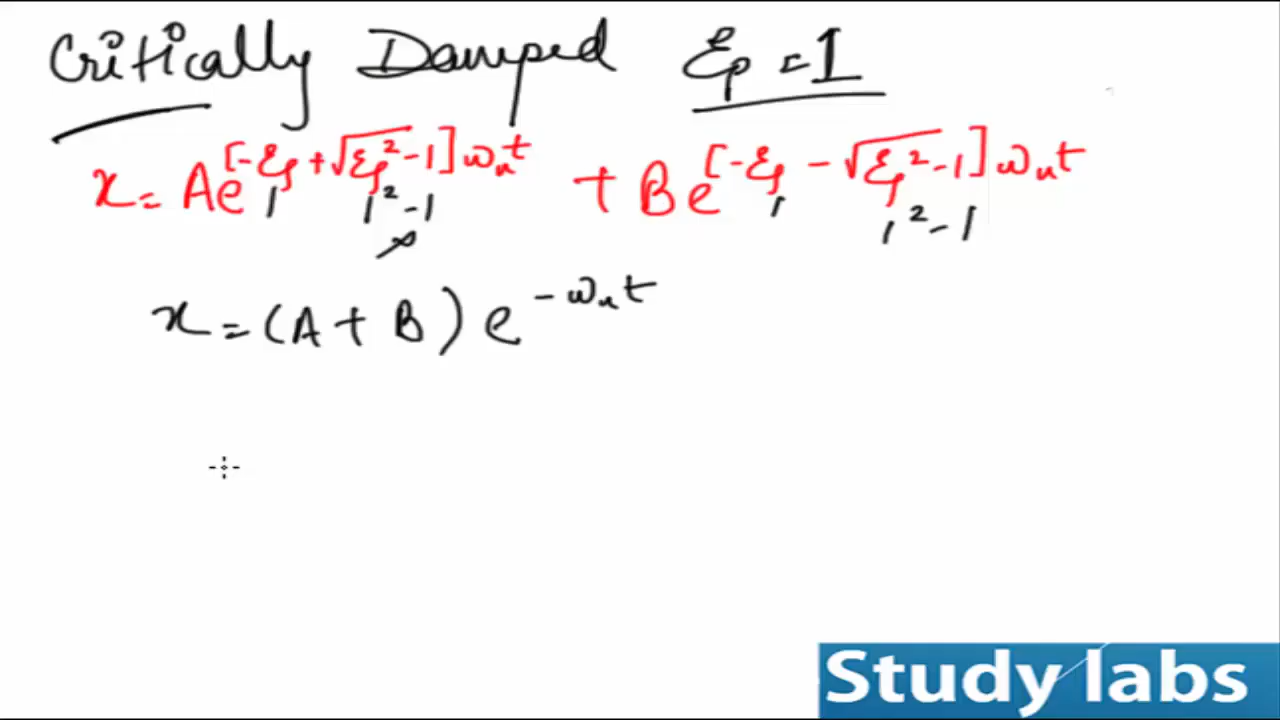 Critically Damped ξ = 1
x = Ae^[-ξ + √ξ²-1]ωₙt + Be^[-ξ - √ξ²-1]ωₙt
1 1²-1 1 1²-1
x = (A + B) e^-ωₙt
Study labs